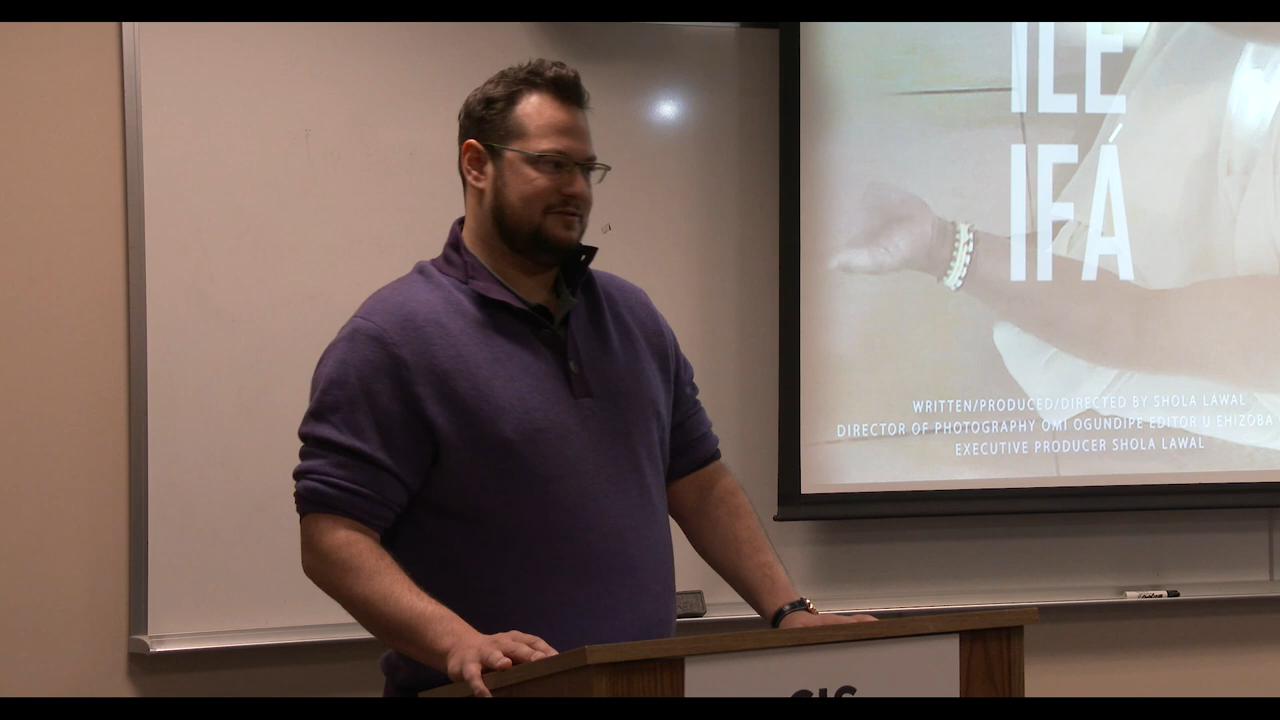 ILE
IFÁ
WRITTEN/PRODUCED/DIRECTED BY SHOLA LAWAL
DIRECTOR OF PHOTOGRAPHY OMI OGUNDIPE EDITOR U EHIZOBA
EXECUTIVE PRODUCER SHOLA LAWAL